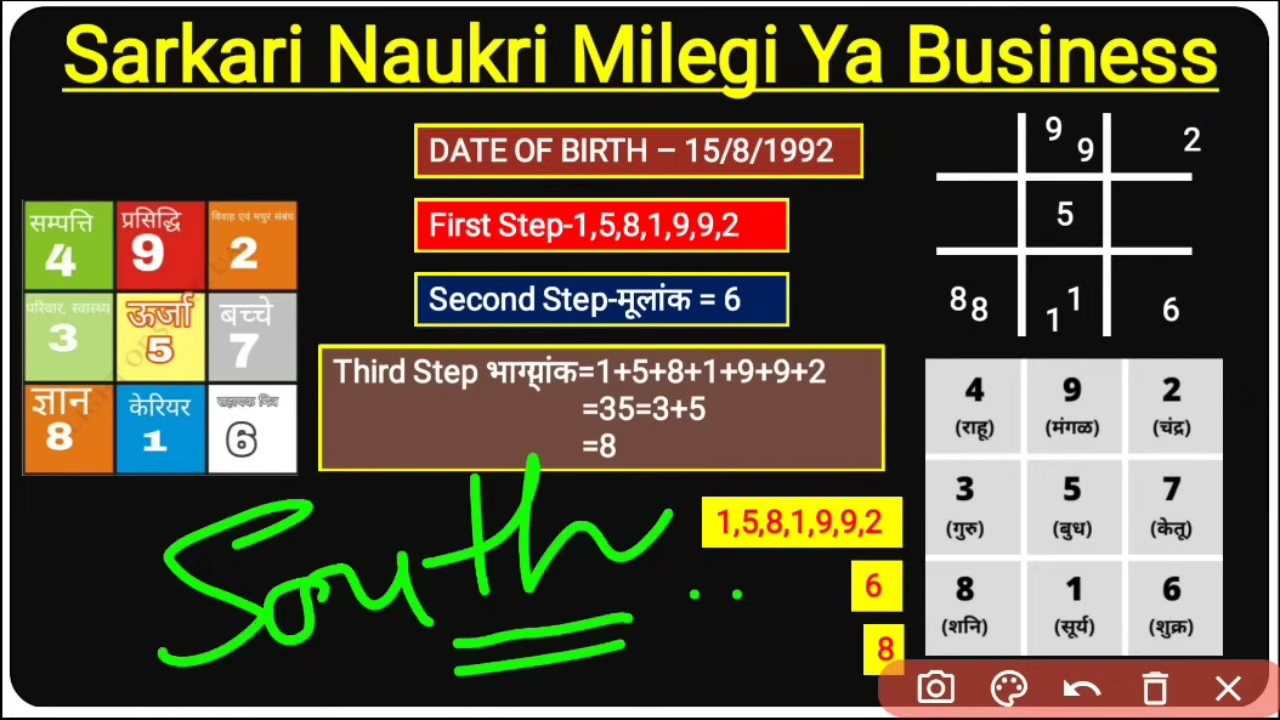 Sarkari Naukri Milegi Ya Business
DATE OF BIRTH – 15/8/1992
First Step-1,5,8,1,9,9,2
Second Step-मूलांक = 6
Third Step भाग्यांक=1+5+8+1+9+9+2
=35=3+5
=8
सम्पत्ति प्रसिद्धि विवाह एवं मधुर संबंध
4 9 2
परिवार, स्वास्थ्य ऊर्जा बच्चे
3 5 7
ज्ञान केरियर सहायक मित्र
8 1 6
9 9 2
5
8 8 1 1 6
South
1,5,8,1,9,9,2
6
8
4 9 2
(राहू) (मंगळ) (चंद्र)
3 5 7
(गुरु) (बुध) (केतू)
8 1 6
(शनि) (सूर्य) (शुक्र)